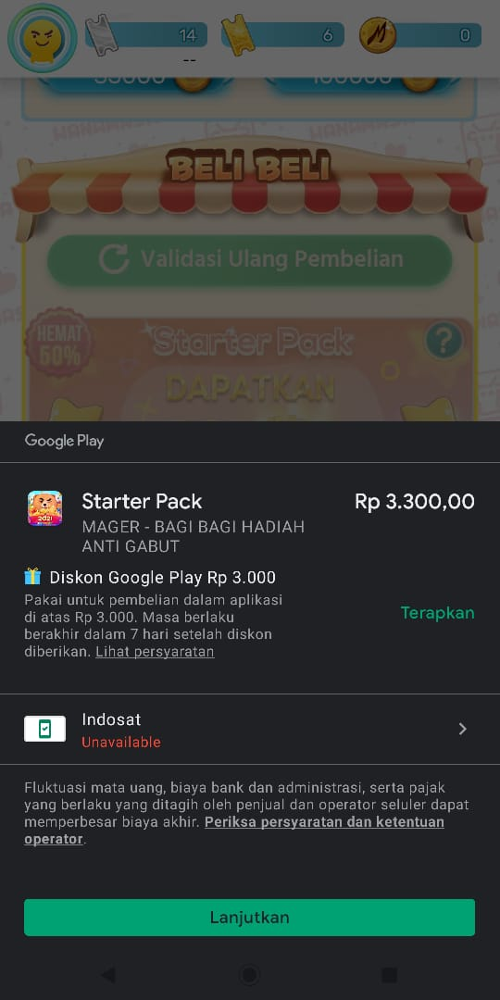 14
6
0
--
100000
BELI BELI
Validasi Ulang Pembelian
HEMAT
60%
Starter Pack
?
DAPATKAN
Google Play
Starter Pack
Rp 3.300,00
MAGER - BAGI BAGI HADIAH
ANTI GABUT
Diskon Google Play Rp 3.000
Pakai untuk pembelian dalam aplikasi
di atas Rp 3.000. Masa berlaku
berakhir dalam 7 hari setelah diskon
diberikan. Lihat persyaratan
Terapkan
Indosat
Unavailable
Fluktuasi mata uang, biaya bank dan administrasi, serta pajak
yang berlaku yang ditagih oleh penjual dan operator seluler dapat
memperbesar biaya akhir. Periksa persyaratan dan ketentuan
operator.
Lanjutkan